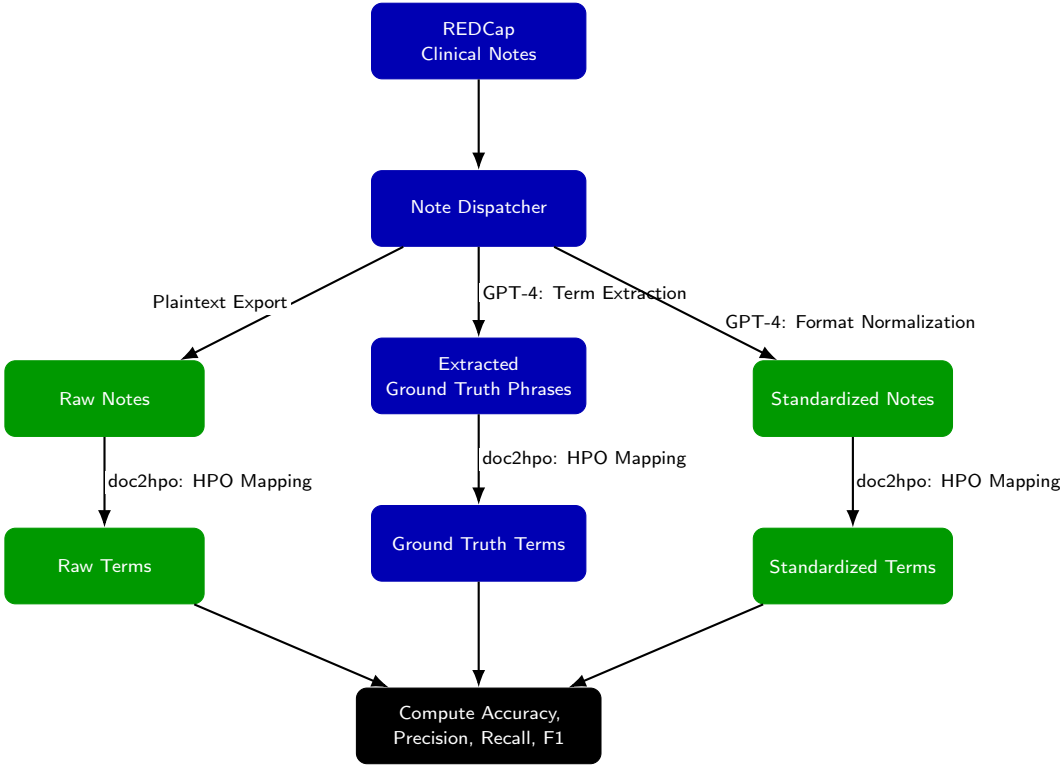 REDCap
Clinical Notes
Note Dispatcher
Plaintext Export
GPT-4: Term Extraction
GPT-4: Format Normalization
Raw Notes
Extracted
Ground Truth Phrases
Standardized Notes
doc2hpo: HPO Mapping
doc2hpo: HPO Mapping
doc2hpo: HPO Mapping
Raw Terms
Ground Truth Terms
Standardized Terms
Compute Accuracy,
Precision, Recall, F1